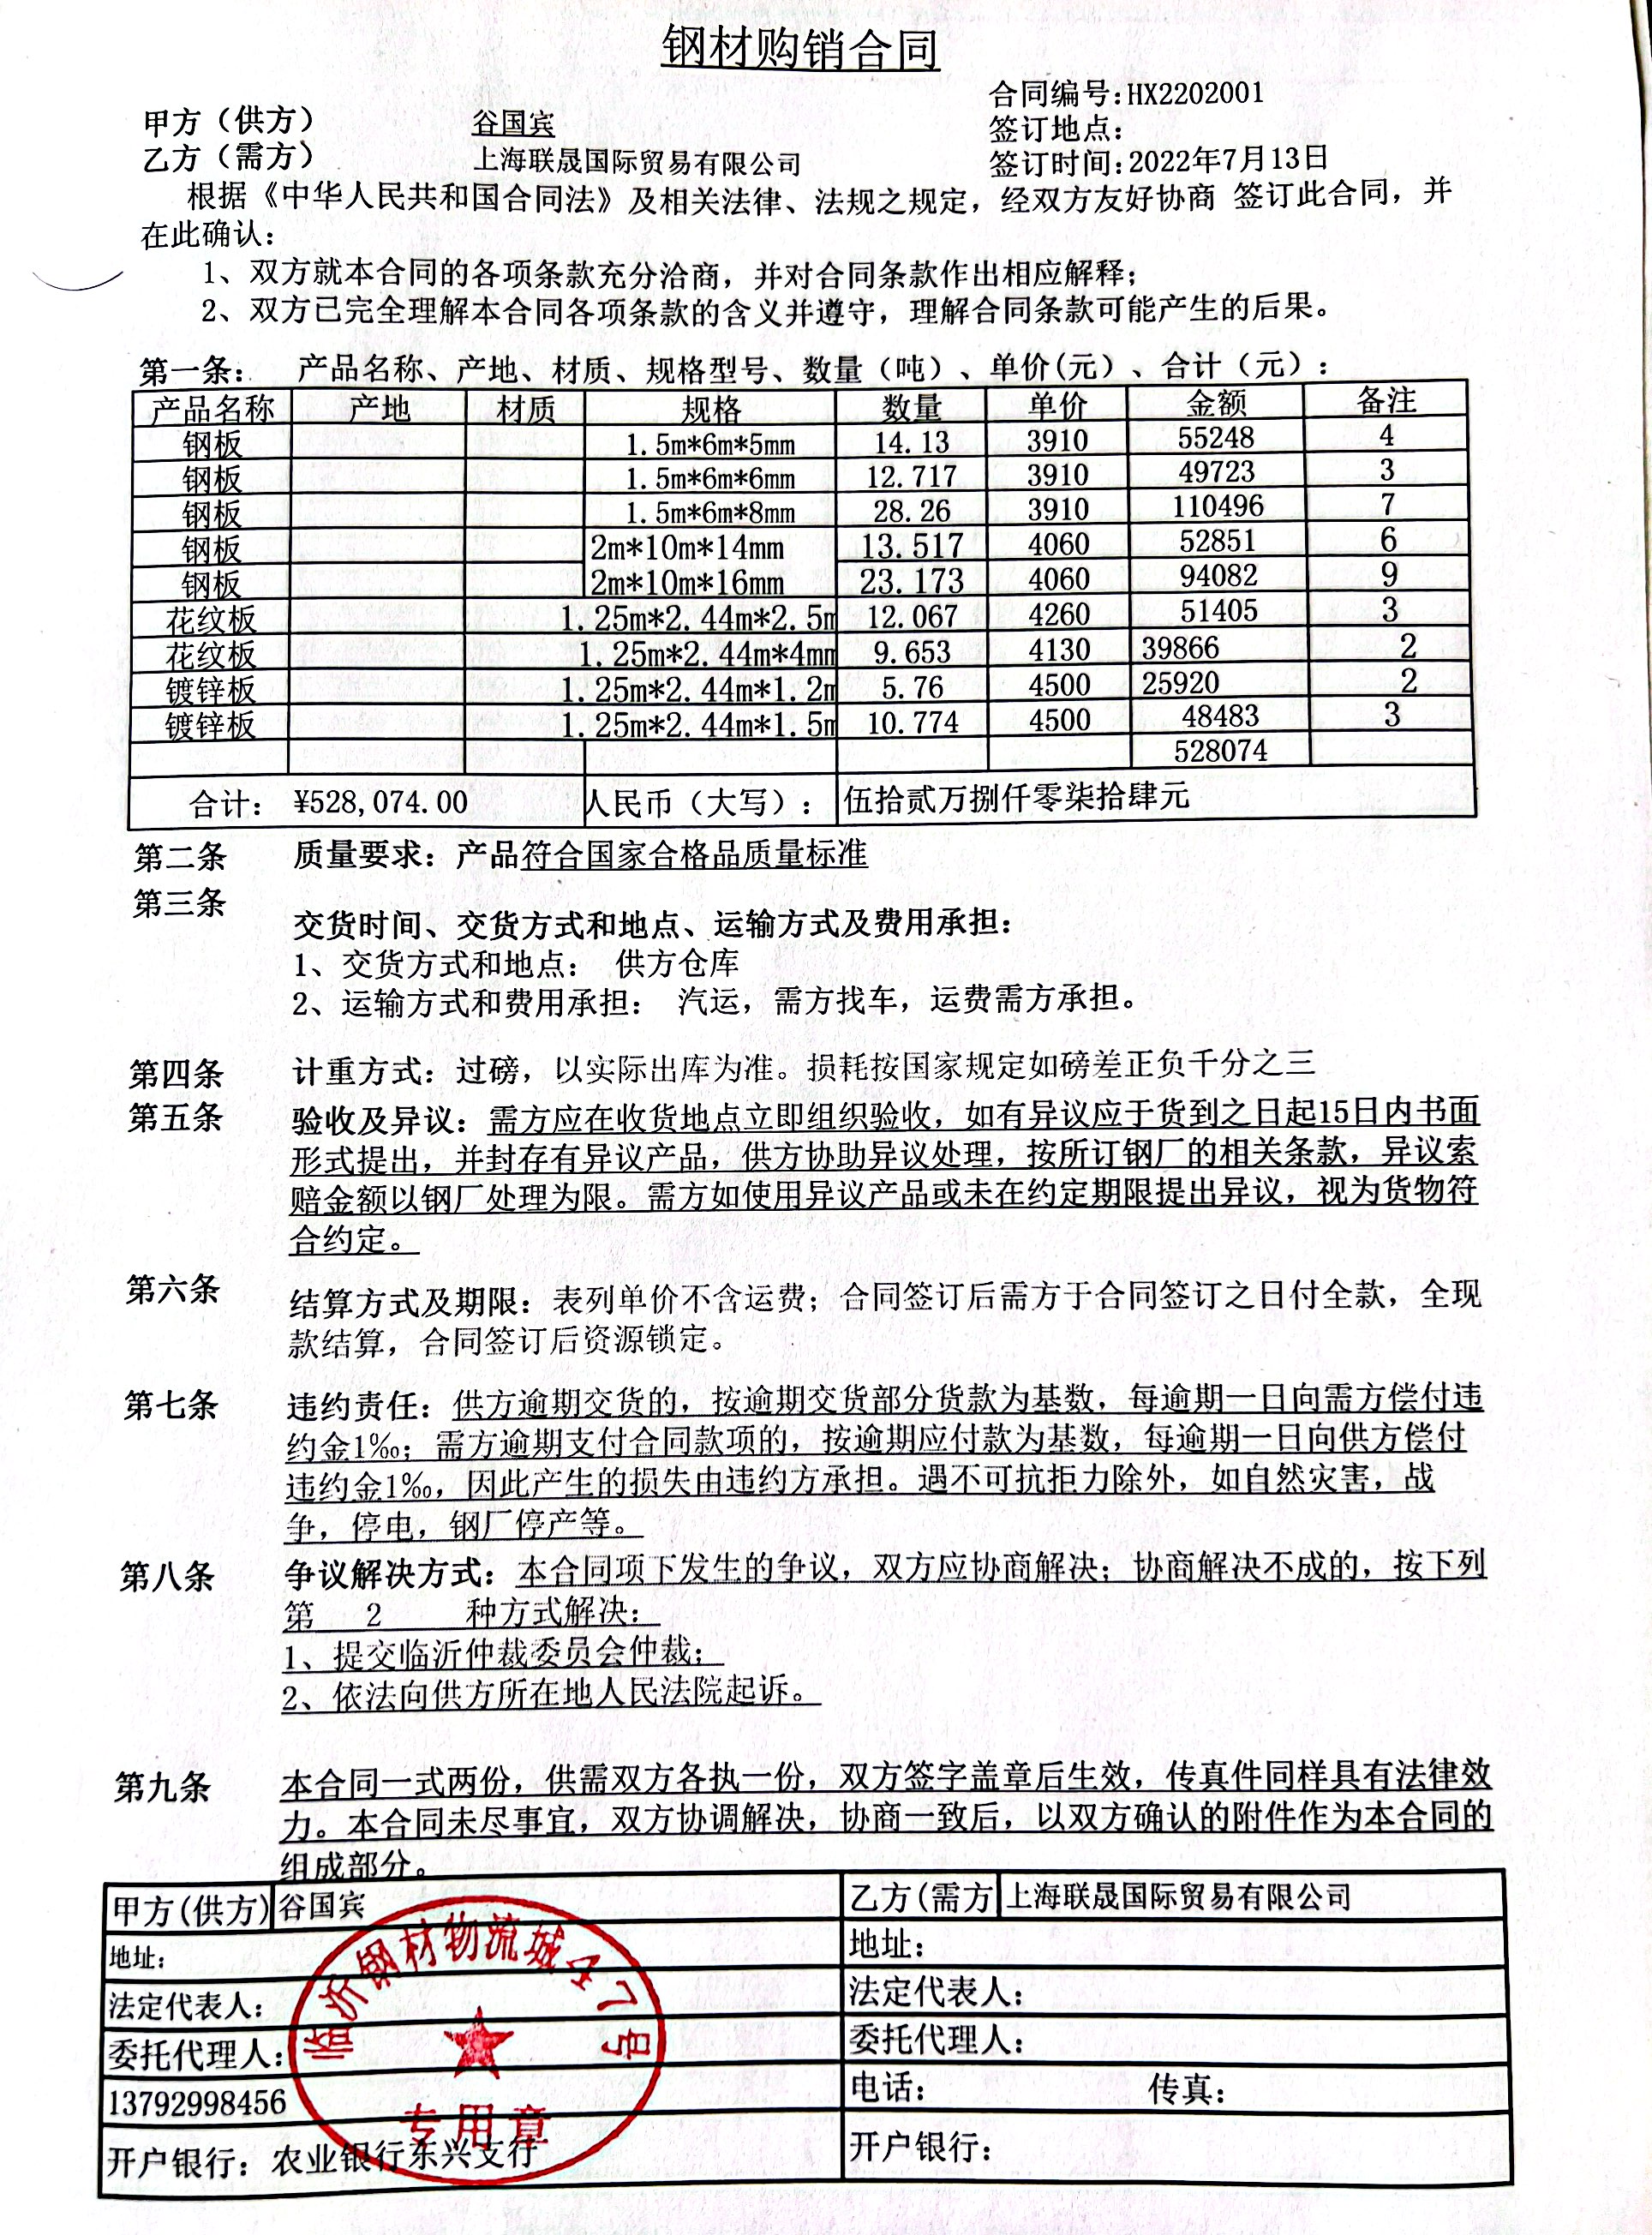 钢材购销合同
合同编号:HX2202001
甲方（供方） 谷国宾
签订地点：
乙方（需方） 上海联晟国际贸易有限公司
签订时间:2022年7月13日
根据《中华人民共和国合同法》及相关法律、法规之规定，经双方友好协商 签订此合同，并
在此确认：
1、双方就本合同的各项条款充分洽商，并对合同条款作出相应解释；
2、双方已完全理解本合同各项条款的含义并遵守，理解合同条款可能产生的后果。
第一条： 产品名称、产地、材质、规格型号、数量（吨）、单价(元)、合计（元）：
产品名称 产地 材质 规格 数量 单价 金额 备注
钢板 1.5m*6m*5mm 14.13 3910 55248 4
钢板 1.5m*6m*6mm 12.717 3910 49723 3
钢板 1.5m*6m*8mm 28.26 3910 110496 7
钢板 2m*10m*14mm 13.517 4060 52851 6
钢板 2m*10m*16mm 23.173 4060 94082 9
花纹板 1.25m*2.44m*2.5m 12.067 4260 51405 3
花纹板 1.25m*2.44m*4mm 9.653 4130 39866 2
镀锌板 1.25m*2.44m*1.2m 5.76 4500 25920 2
镀锌板 1.25m*2.44m*1.5m 10.774 4500 48483 3
528074
合计： ¥528,074.00 人民币（大写）： 伍拾贰万捌仟零柒拾肆元
第二条 质量要求：产品符合国家合格品质量标准
第三条
交货时间、交货方式和地点、运输方式及费用承担：
1、交货方式和地点： 供方仓库
2、运输方式和费用承担： 汽运，需方找车，运费需方承担。
第四条 计重方式：过磅，以实际出库为准。损耗按国家规定如磅差正负千分之三
第五条 验收及异议：需方应在收货地点立即组织验收，如有异议应于货到之日起15日内书面
形式提出，并封存有异议产品，供方协助异议处理，按所订钢厂的相关条款，异议索
赔金额以钢厂处理为限。需方如使用异议产品或未在约定期限提出异议，视为货物符
合约定。
第六条 结算方式及期限：表列单价不含运费；合同签订后需方于合同签订之日付全款，全现
款结算，合同签订后资源锁定。
第七条 违约责任：供方逾期交货的，按逾期交货部分货款为基数，每逾期一日向需方偿付违
约金1‰；需方逾期支付合同款项的，按逾期应付款为基数，每逾期一日向供方偿付
违约金1‰，因此产生的损失由违约方承担。遇不可抗拒力除外，如自然灾害，战
争，停电，钢厂停产等。
第八条 争议解决方式：本合同项下发生的争议，双方应协商解决；协商解决不成的，按下列
第 2 种方式解决：
1、提交临沂仲裁委员会仲裁；
2、依法向供方所在地人民法院起诉。
第九条 本合同一式两份，供需双方各执一份，双方签字盖章后生效，传真件同样具有法律效
力。本合同未尽事宜，双方协调解决，协商一致后，以双方确认的附件作为本合同的
组成部分。
甲方(供方) 谷国宾 乙方(需方 上海联晟国际贸易有限公司
地址： 地址：
法定代表人： 法定代表人：
委托代理人： 委托代理人：
13792998456 电话： 传真：
开户银行：农业银行东兴支行 开户银行：
临沂钢材物流城 号
专用章